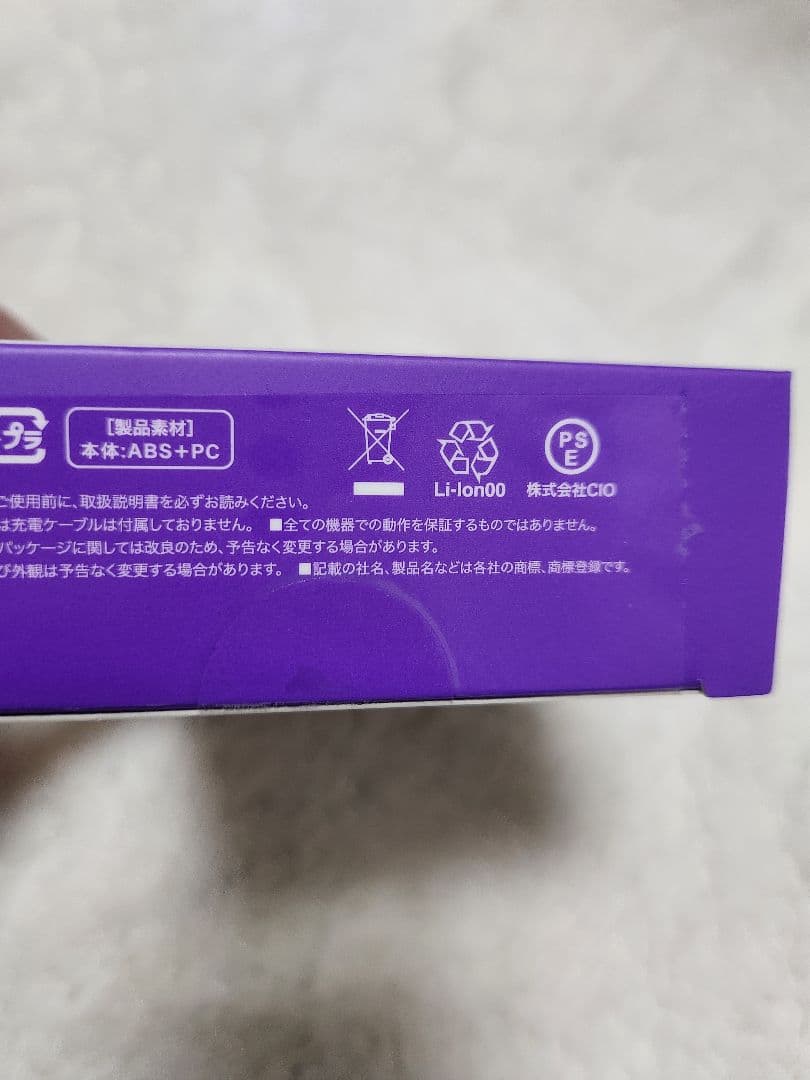 プラ
[製品素材]
本体:ABS+PC
Li-Ion00
PS
E
株式会社CIO
ご使用前に、取扱説明書を必ずお読みください。
は充電ケーブルは付属しておりません。 ■全ての機器での動作を保証するものではありません。
パッケージに関しては改良のため、予告なく変更する場合があります。
び外観は予告なく変更する場合があります。 ■記載の社名、製品名などは各社の商標、商標登録です。